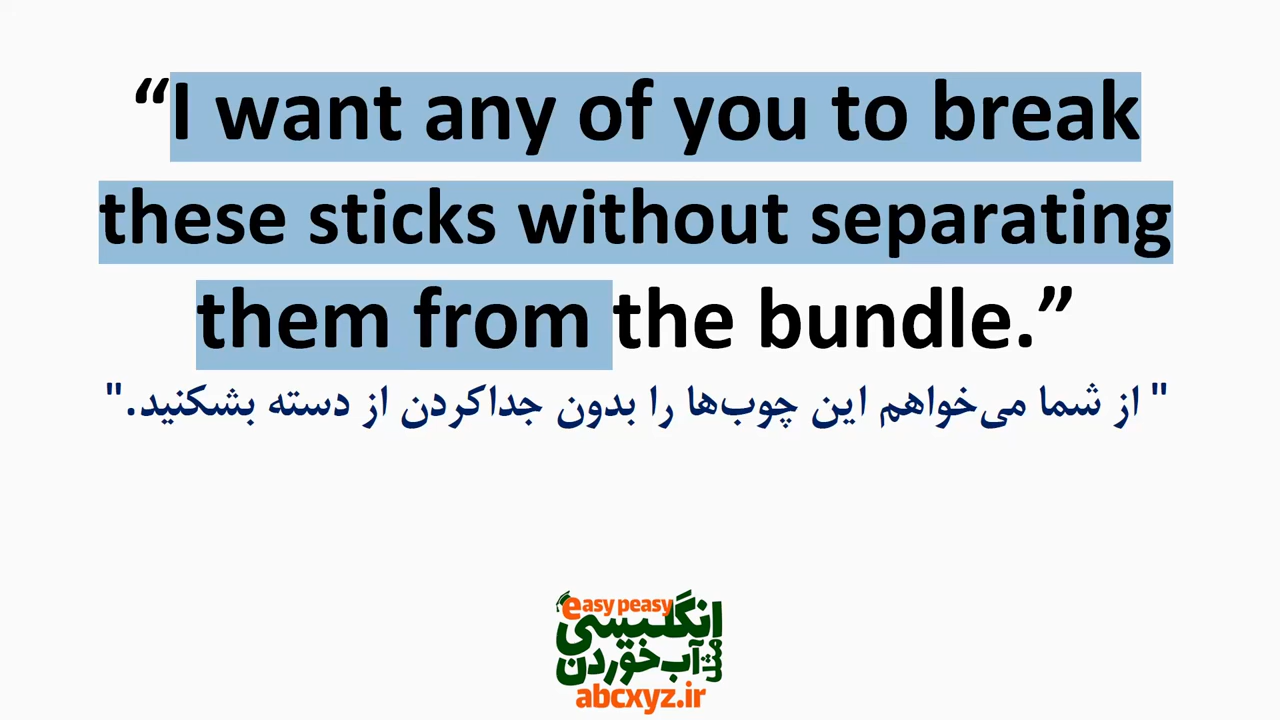 “I want any of you to break
these sticks without separating
them from the bundle.”
" از شما می‌خواهم این چوب‌ها را بدون جداکردن از دسته بشکنید."
easy peasy
انگلیسی
مثل آب خوردن
abcxyz.ir